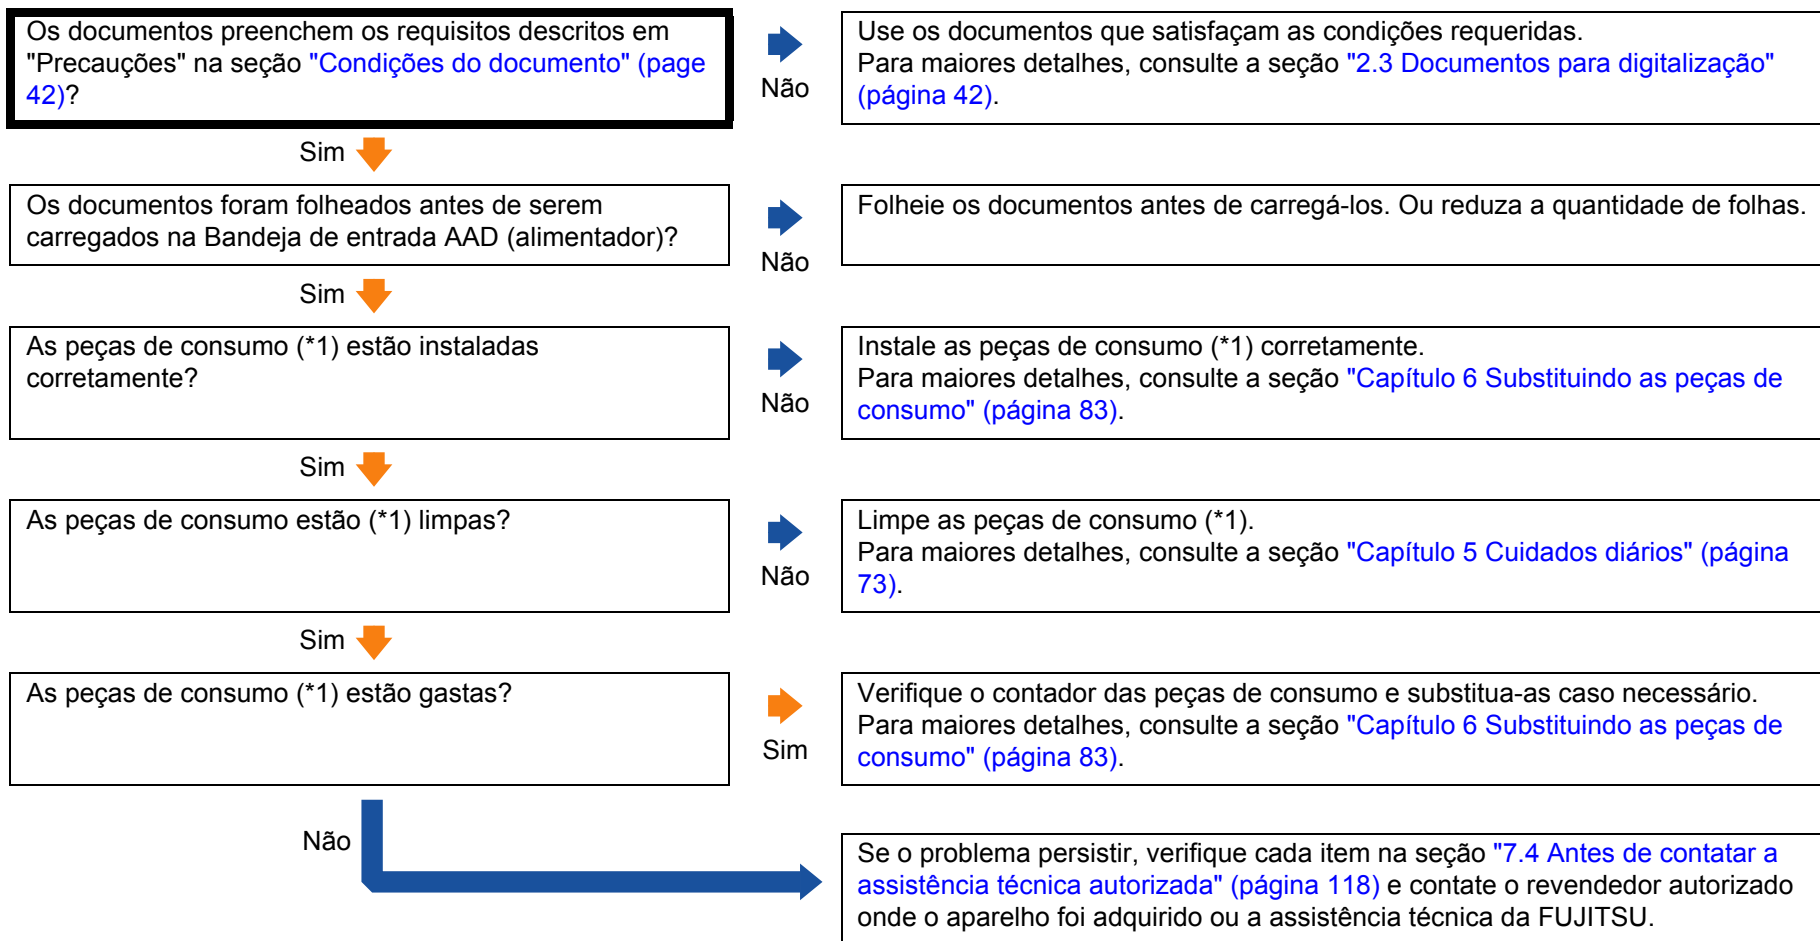 Os documentos preenchem os requisitos descritos em
"Precauções" na seção "Condições do documento" (page
42)?
Não
Use os documentos que satisfaçam as condições requeridas.
Para maiores detalhes, consulte a seção "2.3 Documentos para digitalização"
(página 42).
Sim
Os documentos foram folheados antes de serem
carregados na Bandeja de entrada AAD (alimentador)?
Não
Folheie os documentos antes de carregá-los. Ou reduza a quantidade de folhas.
Sim
As peças de consumo (*1) estão instaladas
corretamente?
Não
Instale as peças de consumo (*1) corretamente.
Para maiores detalhes, consulte a seção "Capítulo 6 Substituindo as peças de
consumo" (página 83).
Sim
As peças de consumo estão (*1) limpas?
Não
Limpe as peças de consumo (*1).
Para maiores detalhes, consulte a seção "Capítulo 5 Cuidados diários" (página
73).
Sim
As peças de consumo (*1) estão gastas?
Sim
Verifique o contador das peças de consumo e substitua-as caso necessário.
Para maiores detalhes, consulte a seção "Capítulo 6 Substituindo as peças de
consumo" (página 83).
Não
Se o problema persistir, verifique cada item na seção "7.4 Antes de contatar a
assistência técnica autorizada" (página 118) e contate o revendedor autorizado
onde o aparelho foi adquirido ou a assistência técnica da FUJITSU.